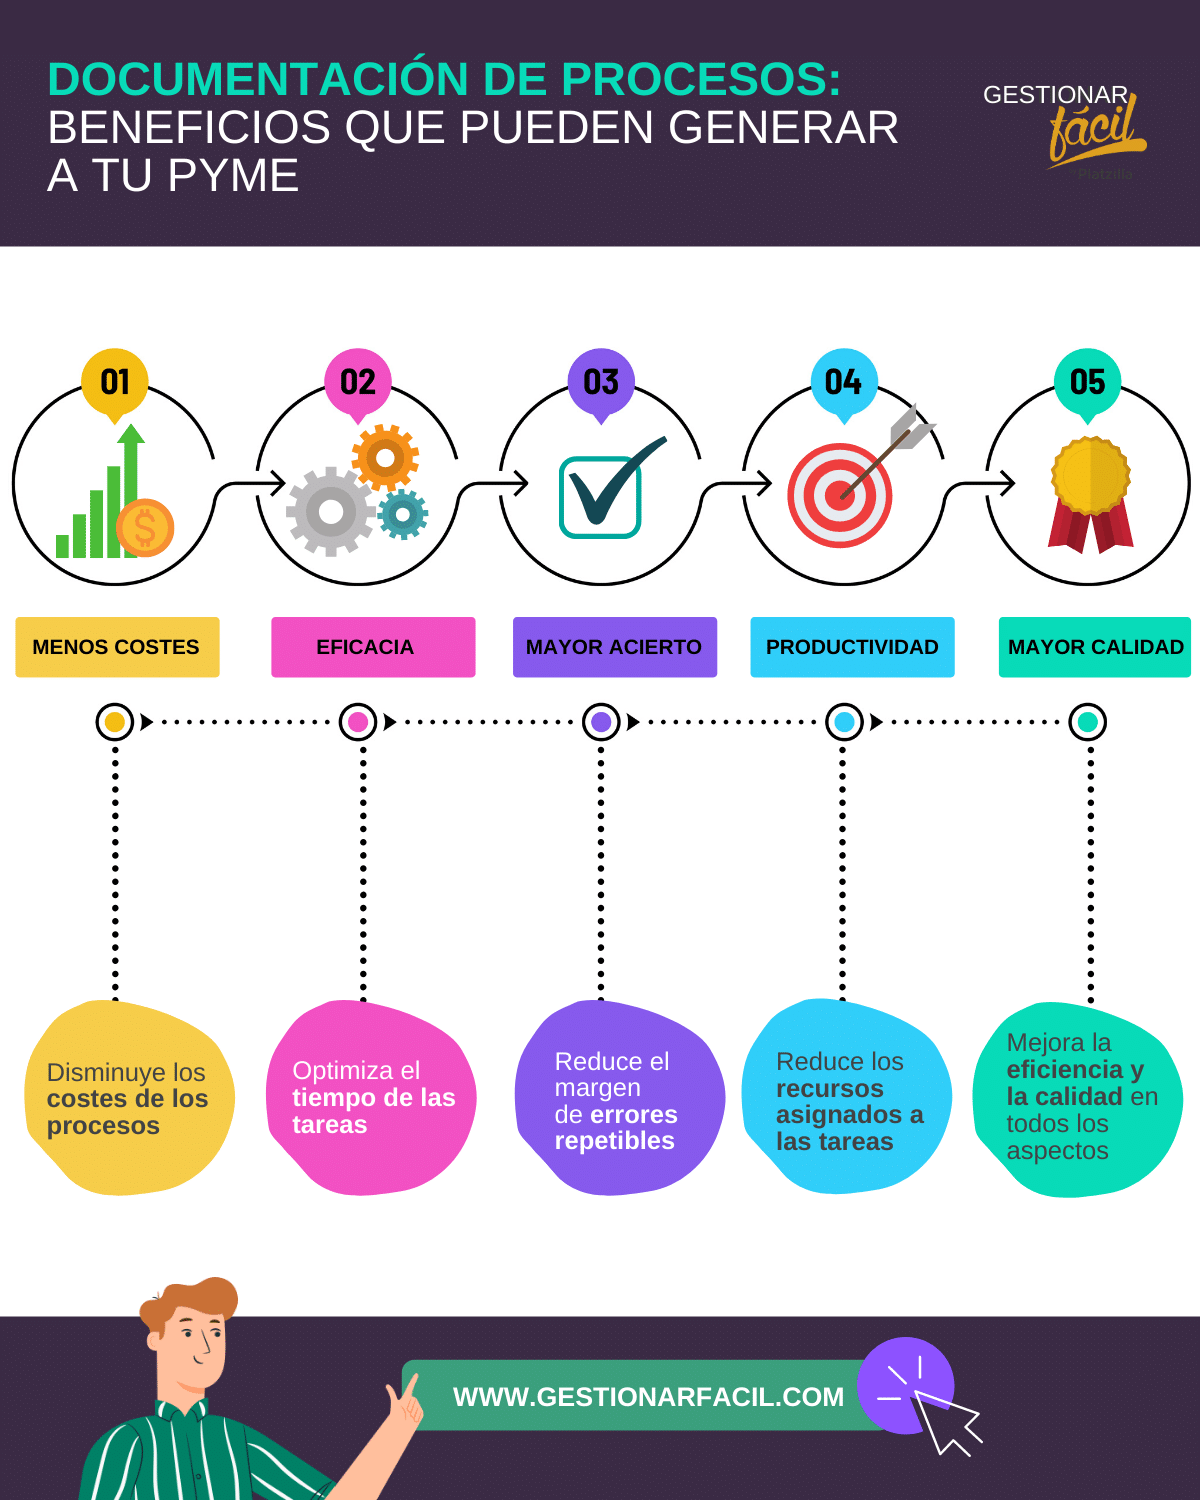 DOCUMENTACIÓN DE PROCESOS:
BENEFICIOS QUE PUEDEN GENERAR
A TU PYME
GESTIONAR
fácil
Platzilla
01
02
03
04
05
MENOS COSTES
EFICACIA
MAYOR ACIERTO
PRODUCTIVIDAD
MAYOR CALIDAD
Disminuye los
costes de los
procesos
Optimiza el
tiempo de las
tareas
Reduce el
margen
de errores
repetibles
Reduce los
recursos
asignados a
las tareas
Mejora la
eficiencia y
la calidad en
todos los
aspectos
WWW.GESTIONARFACIL.COM